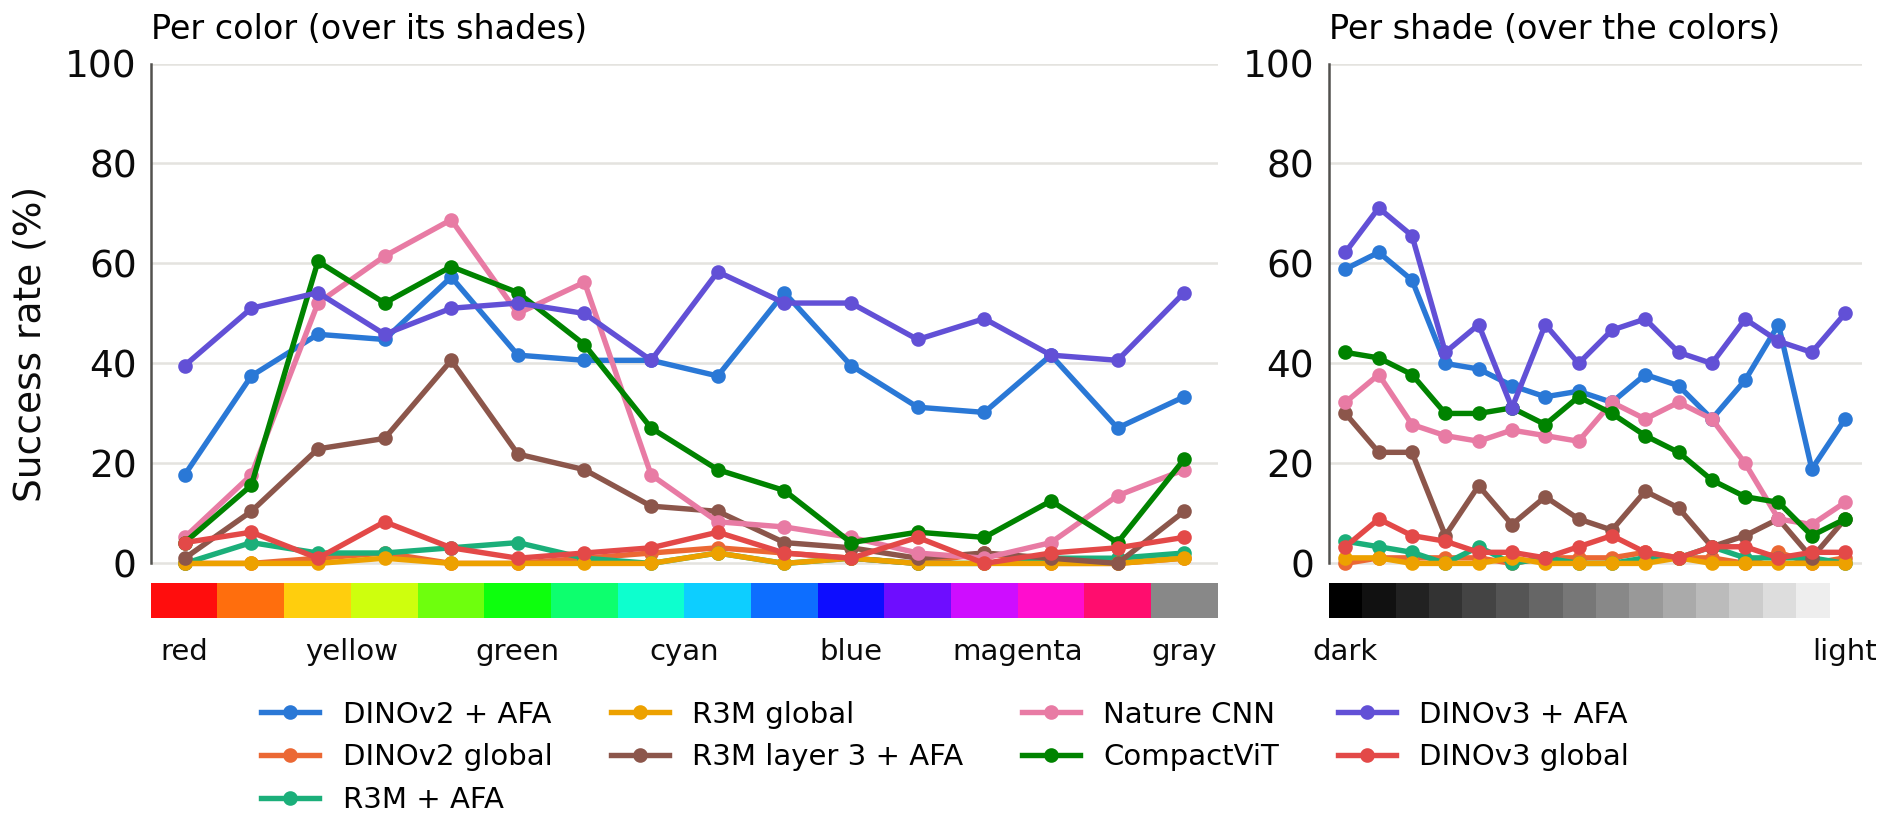 Per color (over its shades)
Per shade (over the colors)
Success rate (%)
100
80
60
40
20
0
100
80
60
40
20
0
red yellow green cyan blue magenta gray
dark light
DINOv2 + AFA
DINOv2 global
R3M + AFA
R3M global
R3M layer 3 + AFA
Nature CNN
CompactViT
DINOv3 + AFA
DINOv3 global